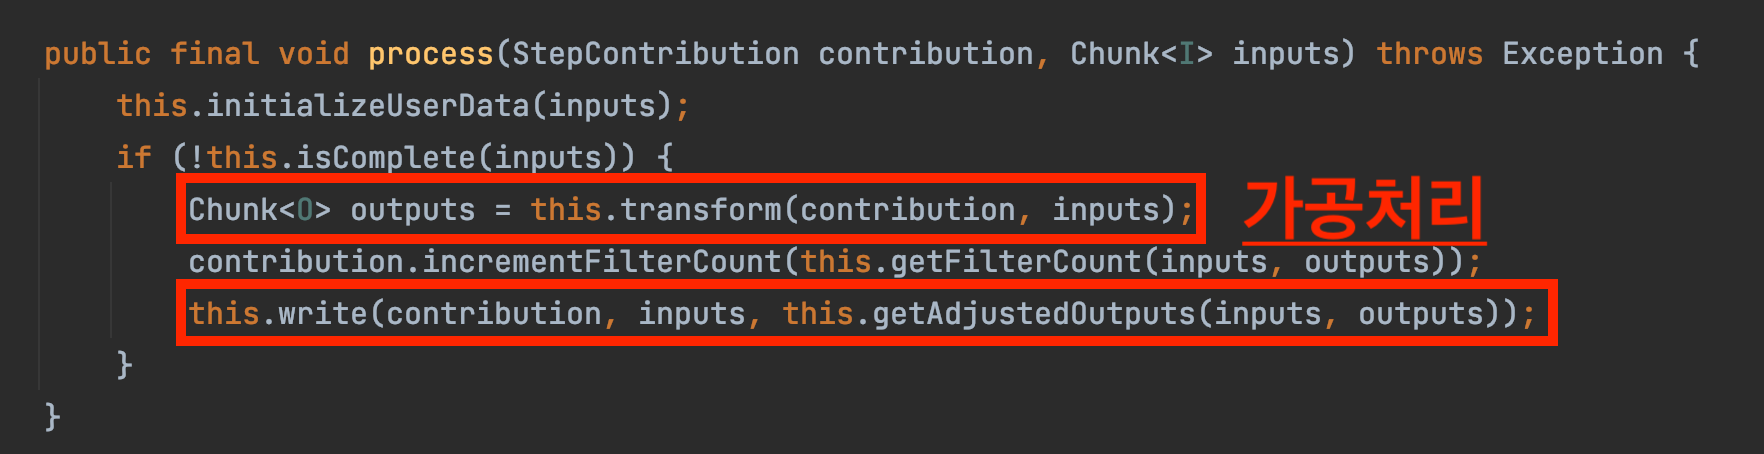 public final void process(StepContribution contribution, Chunk<I> inputs) throws Exception {
this.initializeUserData(inputs);
if (!this.isComplete(inputs)) {
Chunk<O> outputs = this.transform(contribution, inputs); 가공처리
contribution.incrementFilterCount(this.getFilterCount(inputs, outputs));
this.write(contribution, inputs, this.getAdjustedOutputs(inputs, outputs));
}
}